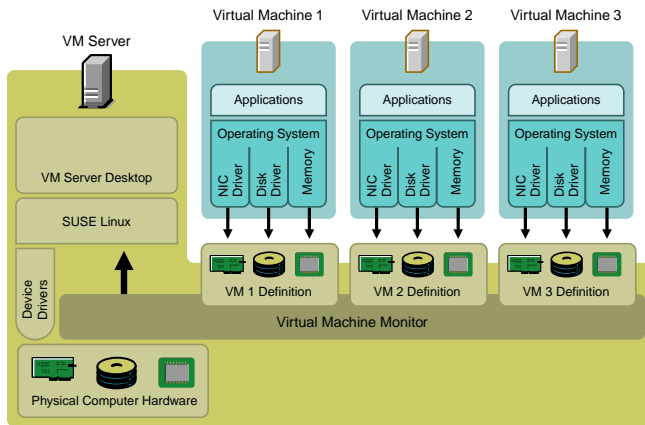 Virtual Machine 1
Virtual Machine 2
Virtual Machine 3
VM Server
Applications
Applications
Applications
Operating System
Operating System
Operating System
NIC
Driver
Disk
Driver
Memory
NIC
Driver
Disk
Driver
Memory
NIC
Driver
Disk
Driver
Memory
VM Server Desktop
SUSE Linux
Device
Drivers
VM 1 Definition
VM 2 Definition
VM 3 Definition
Virtual Machine Monitor
Physical Computer Hardware